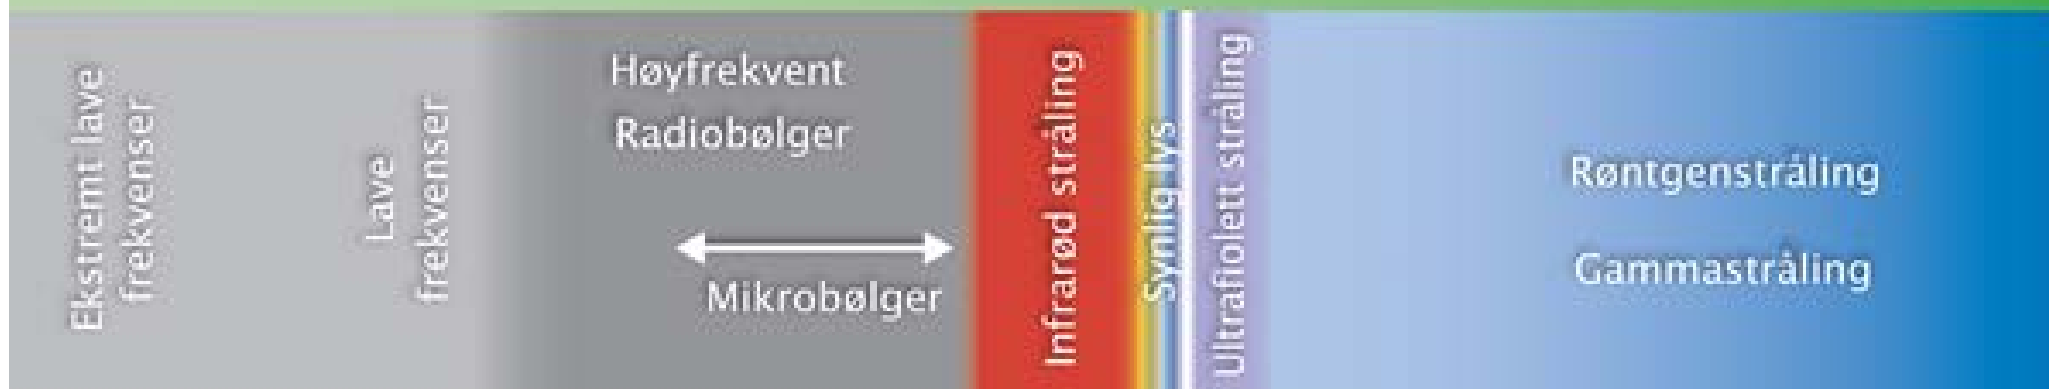 Ekstremt lave
frekvenser
Lave
frekvenser
Høyfrekvent
Radiobølger
Mikrobølger
Infrarød stråling
Synlig lys
Ultrafiolett stråling
Røntgenstråling
Gammastråling